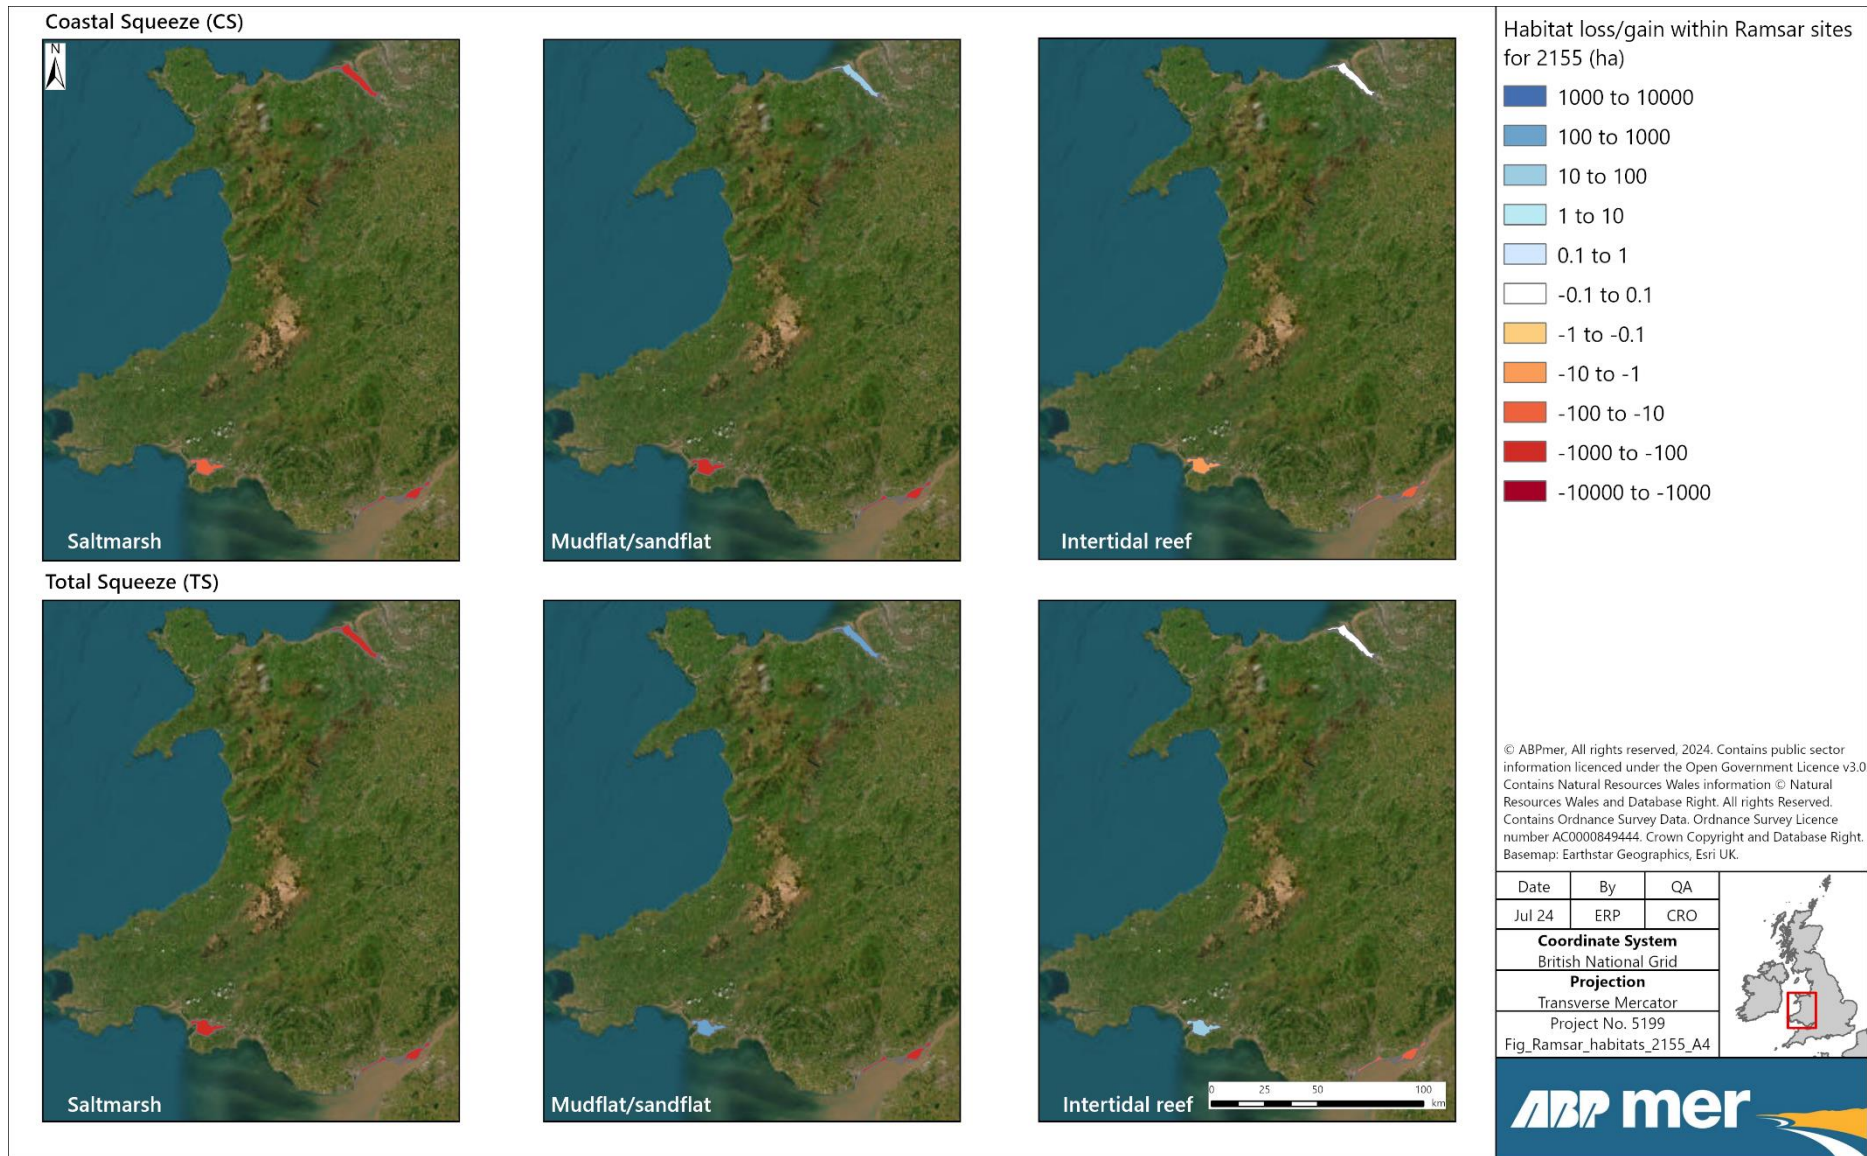 Coastal Squeeze (CS)
N
Saltmarsh
Mudflat/sandflat
Intertidal reef
Total Squeeze (TS)
Saltmarsh
Mudflat/sandflat
Intertidal reef
0 25 50 100
km
Habitat loss/gain within Ramsar sites
for 2155 (ha)
1000 to 10000
100 to 1000
10 to 100
1 to 10
0.1 to 1
-0.1 to 0.1
-1 to -0.1
-10 to -1
-100 to -10
-1000 to -100
-10000 to -1000
© ABPmer, All rights reserved, 2024. Contains public sector
information licenced under the Open Government Licence v3.0
Contains Natural Resources Wales information © Natural
Resources Wales and Database Right. All rights Reserved.
Contains Ordnance Survey Data. Ordnance Survey Licence
number AC0000849444. Crown Copyright and Database Right.
Basemap: Earthstar Geographics, Esri UK.
Date By QA
Jul 24 ERP CRO
Coordinate System
British National Grid
Projection
Transverse Mercator
Project No. 5199
Fig_Ramsar_habitats_2155_A4
ABPmer